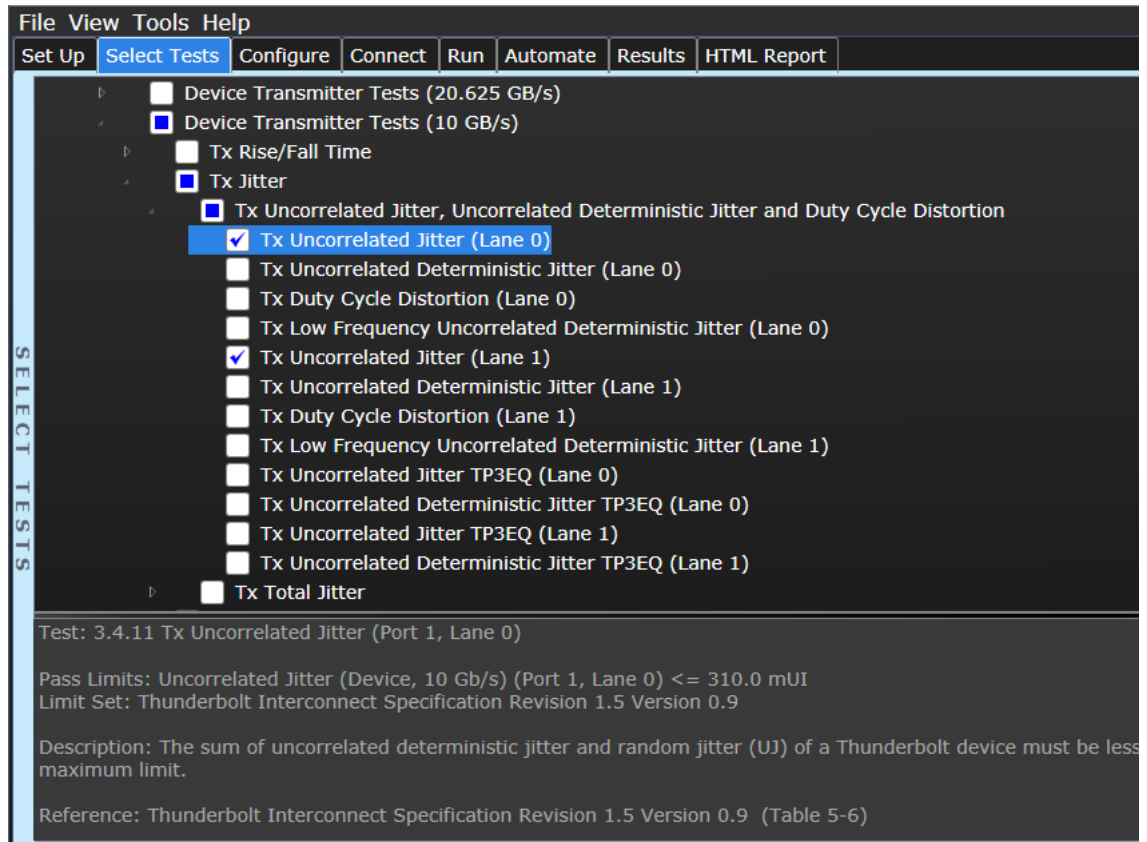 File View Tools Help
Set Up Select Tests Configure Connect Run Automate Results HTML Report
Device Transmitter Tests (20.625 GB/s)
Device Transmitter Tests (10 GB/s)
Tx Rise/Fall Time
Tx Jitter
Tx Uncorrelated Jitter, Uncorrelated Deterministic Jitter and Duty Cycle Distortion
Tx Uncorrelated Jitter (Lane 0)
Tx Uncorrelated Deterministic Jitter (Lane 0)
Tx Duty Cycle Distortion (Lane 0)
Tx Low Frequency Uncorrelated Deterministic Jitter (Lane 0)
Tx Uncorrelated Jitter (Lane 1)
Tx Uncorrelated Deterministic Jitter (Lane 1)
Tx Duty Cycle Distortion (Lane 1)
Tx Low Frequency Uncorrelated Deterministic Jitter (Lane 1)
Tx Uncorrelated Jitter TP3EQ (Lane 0)
Tx Uncorrelated Deterministic Jitter TP3EQ (Lane 0)
Tx Uncorrelated Jitter TP3EQ (Lane 1)
Tx Uncorrelated Deterministic Jitter TP3EQ (Lane 1)
Tx Total Jitter
SELECT TESTS
Test: 3.4.11 Tx Uncorrelated Jitter (Port 1, Lane 0)
Pass Limits: Uncorrelated Jitter (Device, 10 Gb/s) (Port 1, Lane 0) <= 310.0 mUI
Limit Set: Thunderbolt Interconnect Specification Revision 1.5 Version 0.9
Description: The sum of uncorrelated deterministic jitter and random jitter (UJ) of a Thunderbolt device must be less
maximum limit.
Reference: Thunderbolt Interconnect Specification Revision 1.5 Version 0.9 (Table 5-6)